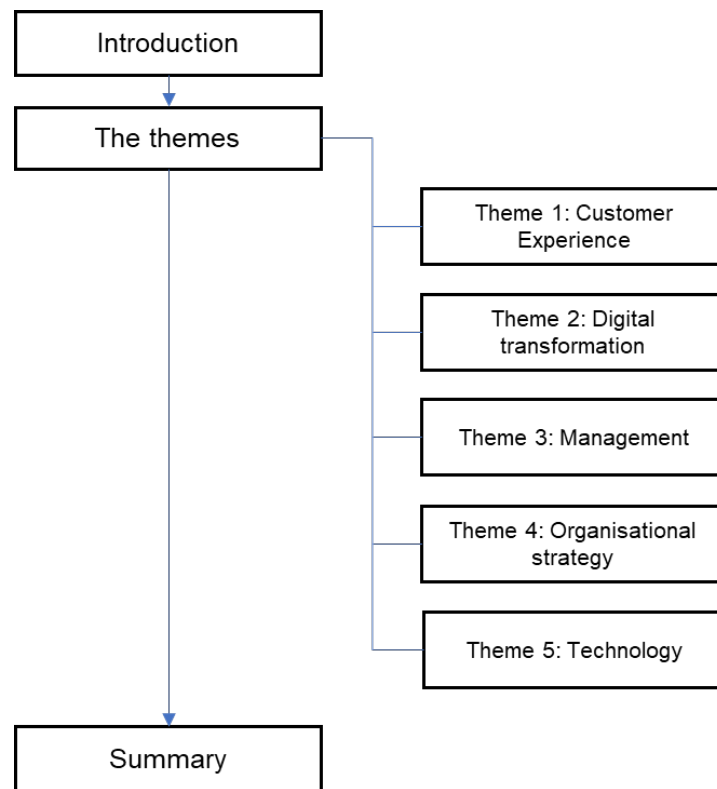 Introduction
The themes
Theme 1: Customer
Experience
Theme 2: Digital
transformation
Theme 3: Management
Theme 4: Organisational
strategy
Theme 5: Technology
Summary